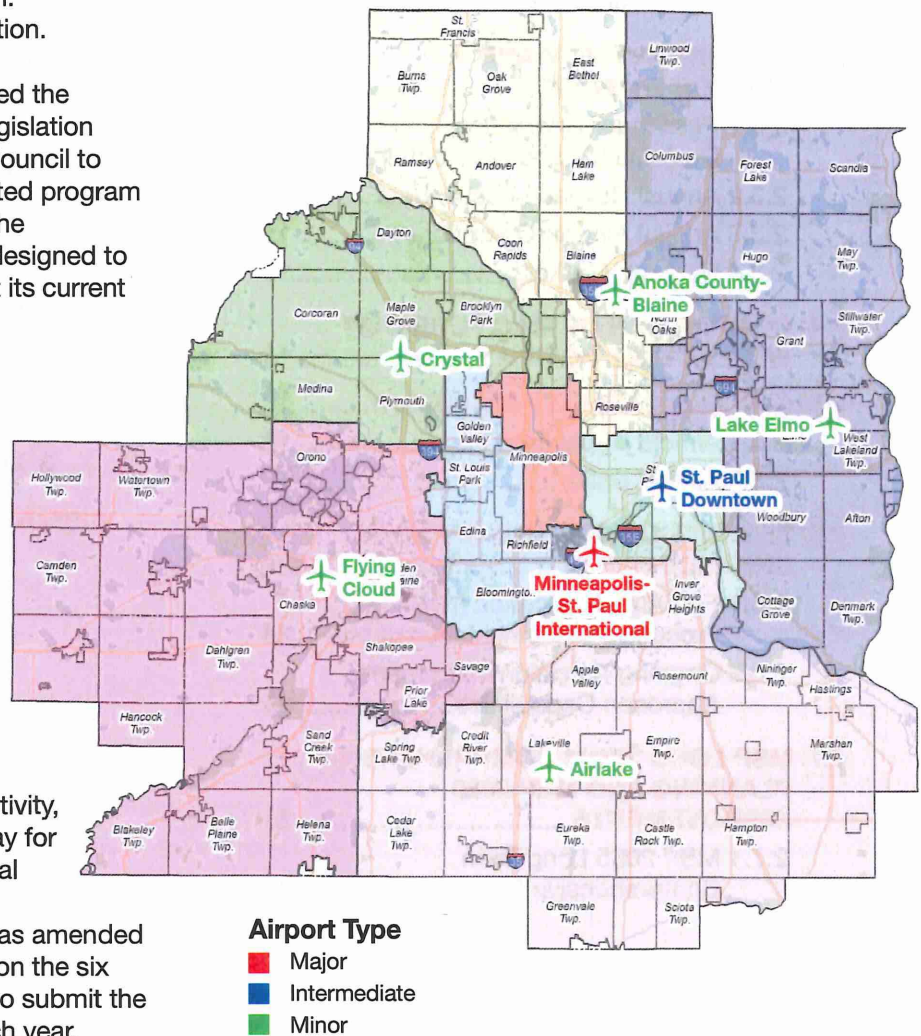 n.
tion.
ed the
gislation
ouncil to
ted program
he
designed to
t its current
St.
Francis
Linwood
Twp.
Burns
Twp.
Oak
Grove
East
Bethel
Ramsey
Andover
Ham
Lake
Columbus
Forest
Lake
Scandia
Dayton
Coon
Rapids
Blaine
Hugo
May
Twp.
Anoka County-
Blaine
Corcoran
Maple
Grove
Brooklyn
Park
Oaks
Grant
Stillwater
Twp.
Crystal
Medina
Plymouth
Roseville
Golden
Valley
Lake Elmo
West
Lakeland
Twp.
Hollywood
Twp.
Watertown
Twp.
Orono
St. Louis
Park
Minneapolis
St
P
St. Paul
Downtown
Woodbury
Afton
Edina
Richfield
Camden
Twp.
Flying
Cloud
Chaska
Bloomingto
Minneapolis-
St. Paul
International
Inver
Grove
Heights
Cottage
Grove
Denmark
Twp.
Dahlgren
Twp.
Shakopee
Savage
Apple
Valley
Rosemount
Nininger
Twp.
Hastings
Prior
Lake
Hancock
Twp.
Sand
Creek
Twp.
Spring
Lake Twp.
Credit
River
Twp.
Lakeville
Empire
Twp.
Marshan
Twp.
Airlake
Blakeley
Twp.
Belle
Plaine
Twp.
Helena
Twp.
Cedar
Lake
Twp.
Eureka
Twp.
Castle
Rock Twp.
Hampton
Twp.
Greenvale
Twp.
Sciota
Twp.
tivity,
ay for
al
as amended
on the six
o submit the
ch year
Airport Type
Major
Intermediate
Minor